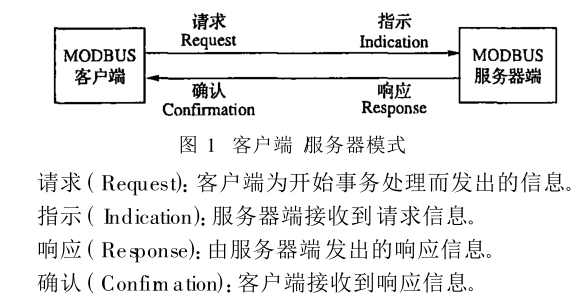 请求 指示
Request Indication
MODBUS MODBUS
客户端 服务器端
确认 响应
Confirmation Response
图 1 客户端 /服务器模式
请求 ( Request): 客户端为开始事务处理而发出的信息。
指示 ( Indication): 服务器端接收到请求信息。
响应 ( Response): 由服务器端发出的响应信息。
确认 ( Confirm ation): 客户端接收到响应信息。